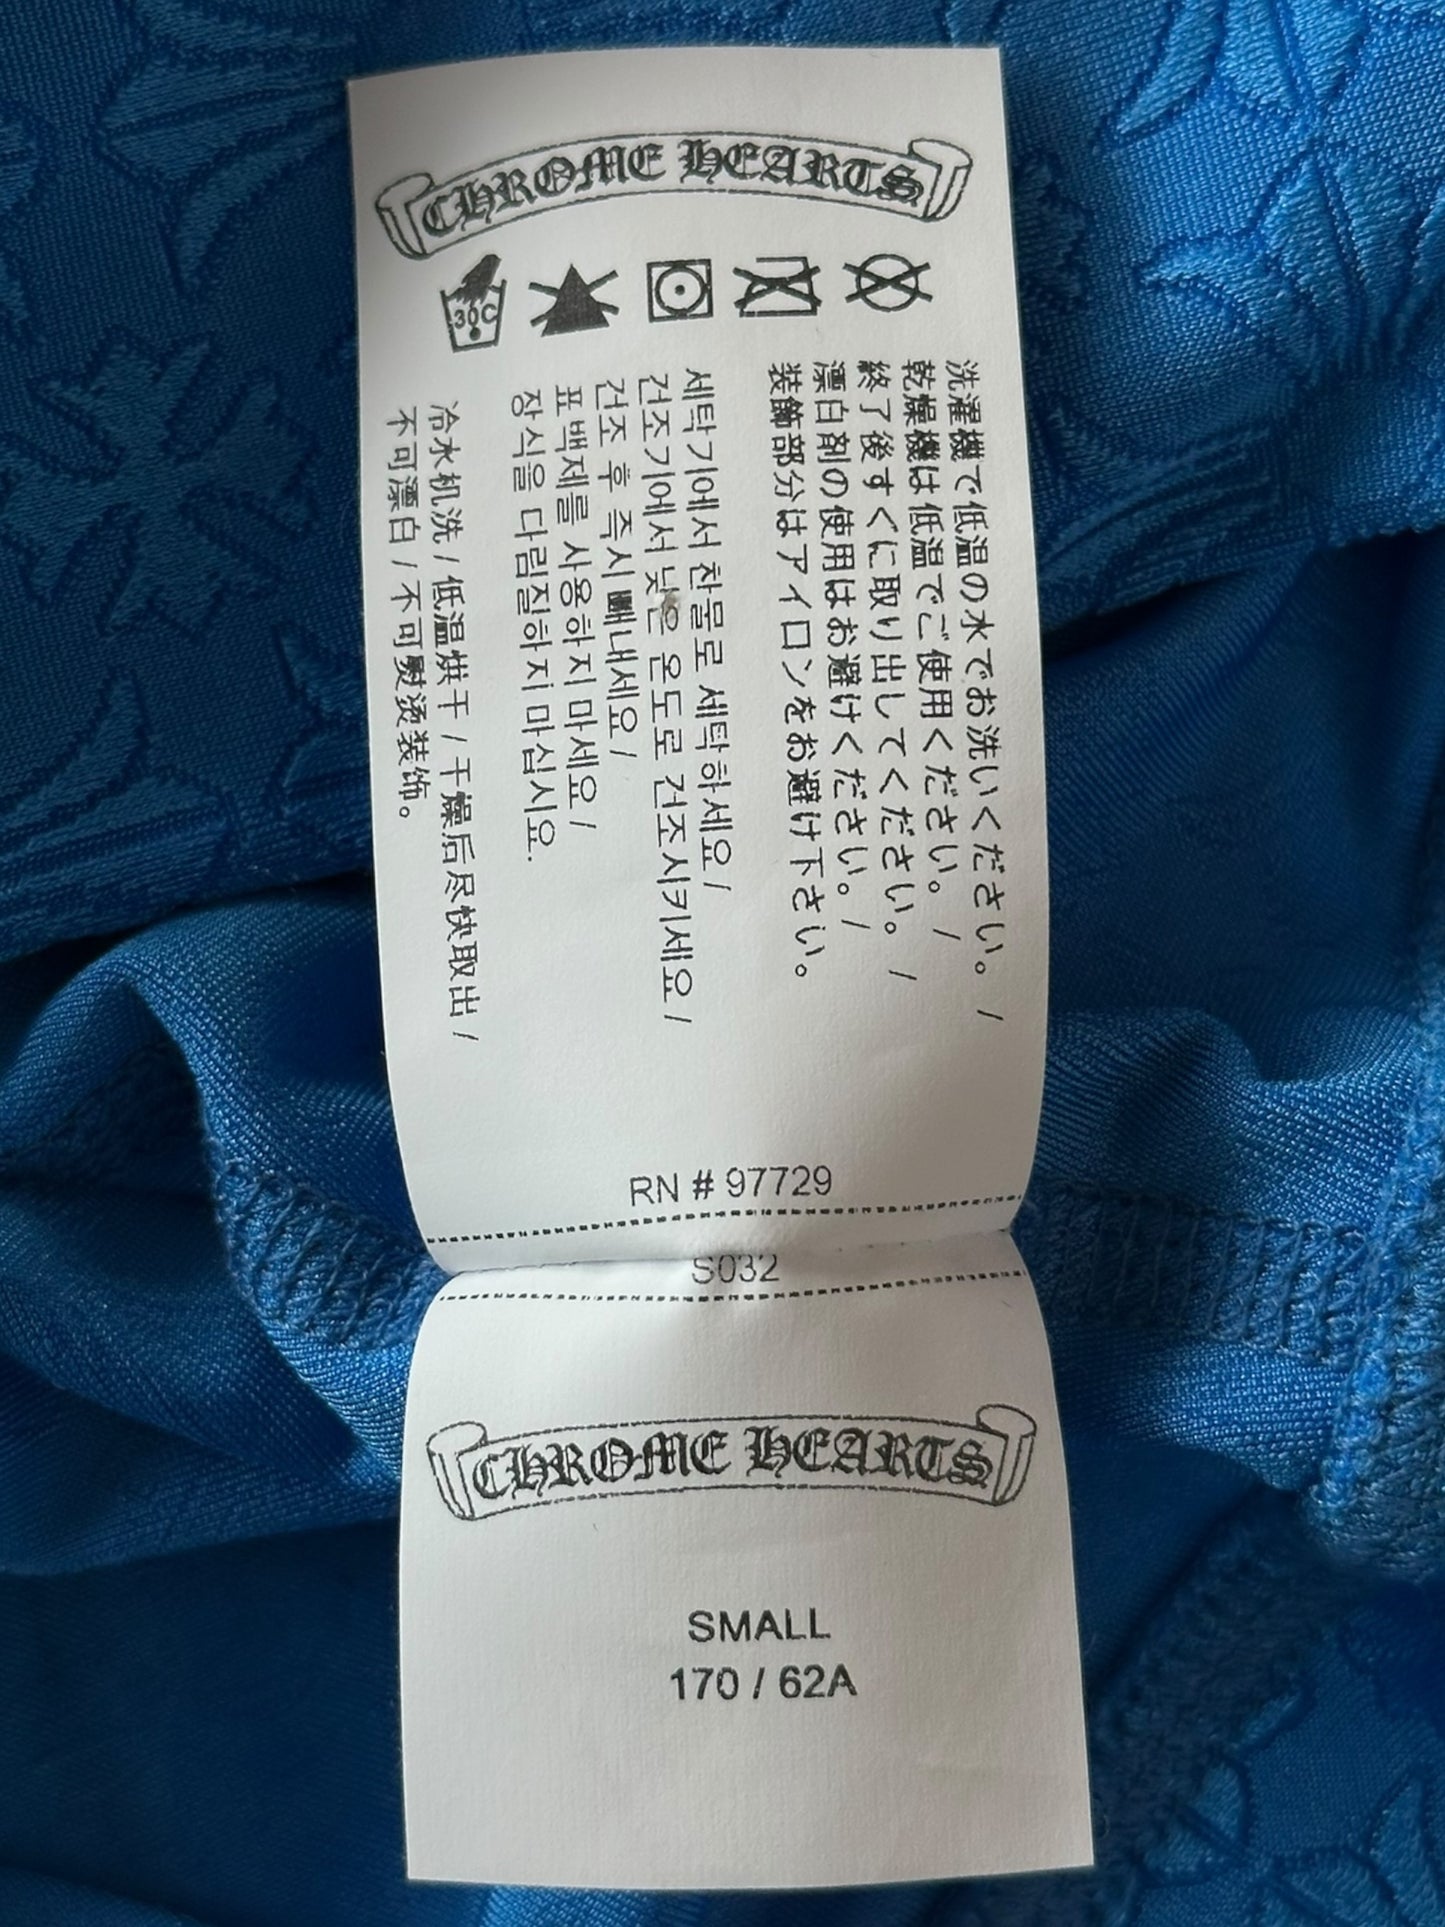 CHROME HEARTS
30C
洗濯機で低温の水でお洗いください。 /
乾燥機は低温でご使用ください。 /
終了後すぐに取り出してください。 /
漂白剤の使用はお避けください。 /
装飾部分はアイロンをお避け下さい。
세탁기에서 찬물로 세탁하세요 /
건조기에서 낮은 온도로 건조시키세요 /
건조 후 즉시 빼내세요 /
표백제를 사용하지 마세요 /
장식을 다림질하지 마십시요.
冷水机洗 / 低温烘干 / 干燥后尽快取出 /
不可漂白 / 不可熨烫装饰。
RN # 97729
S032
CHROME HEARTS
SMALL
170 / 62A